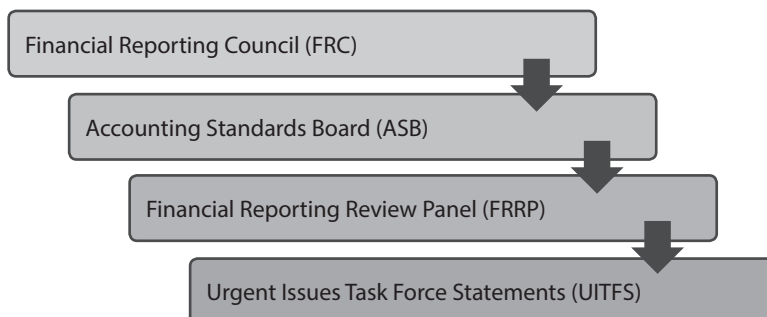 Financial Reporting Council (FRC)
Accounting Standards Board (ASB)
Financial Reporting Review Panel (FRRP)
Urgent Issues Task Force Statements (UITFS)